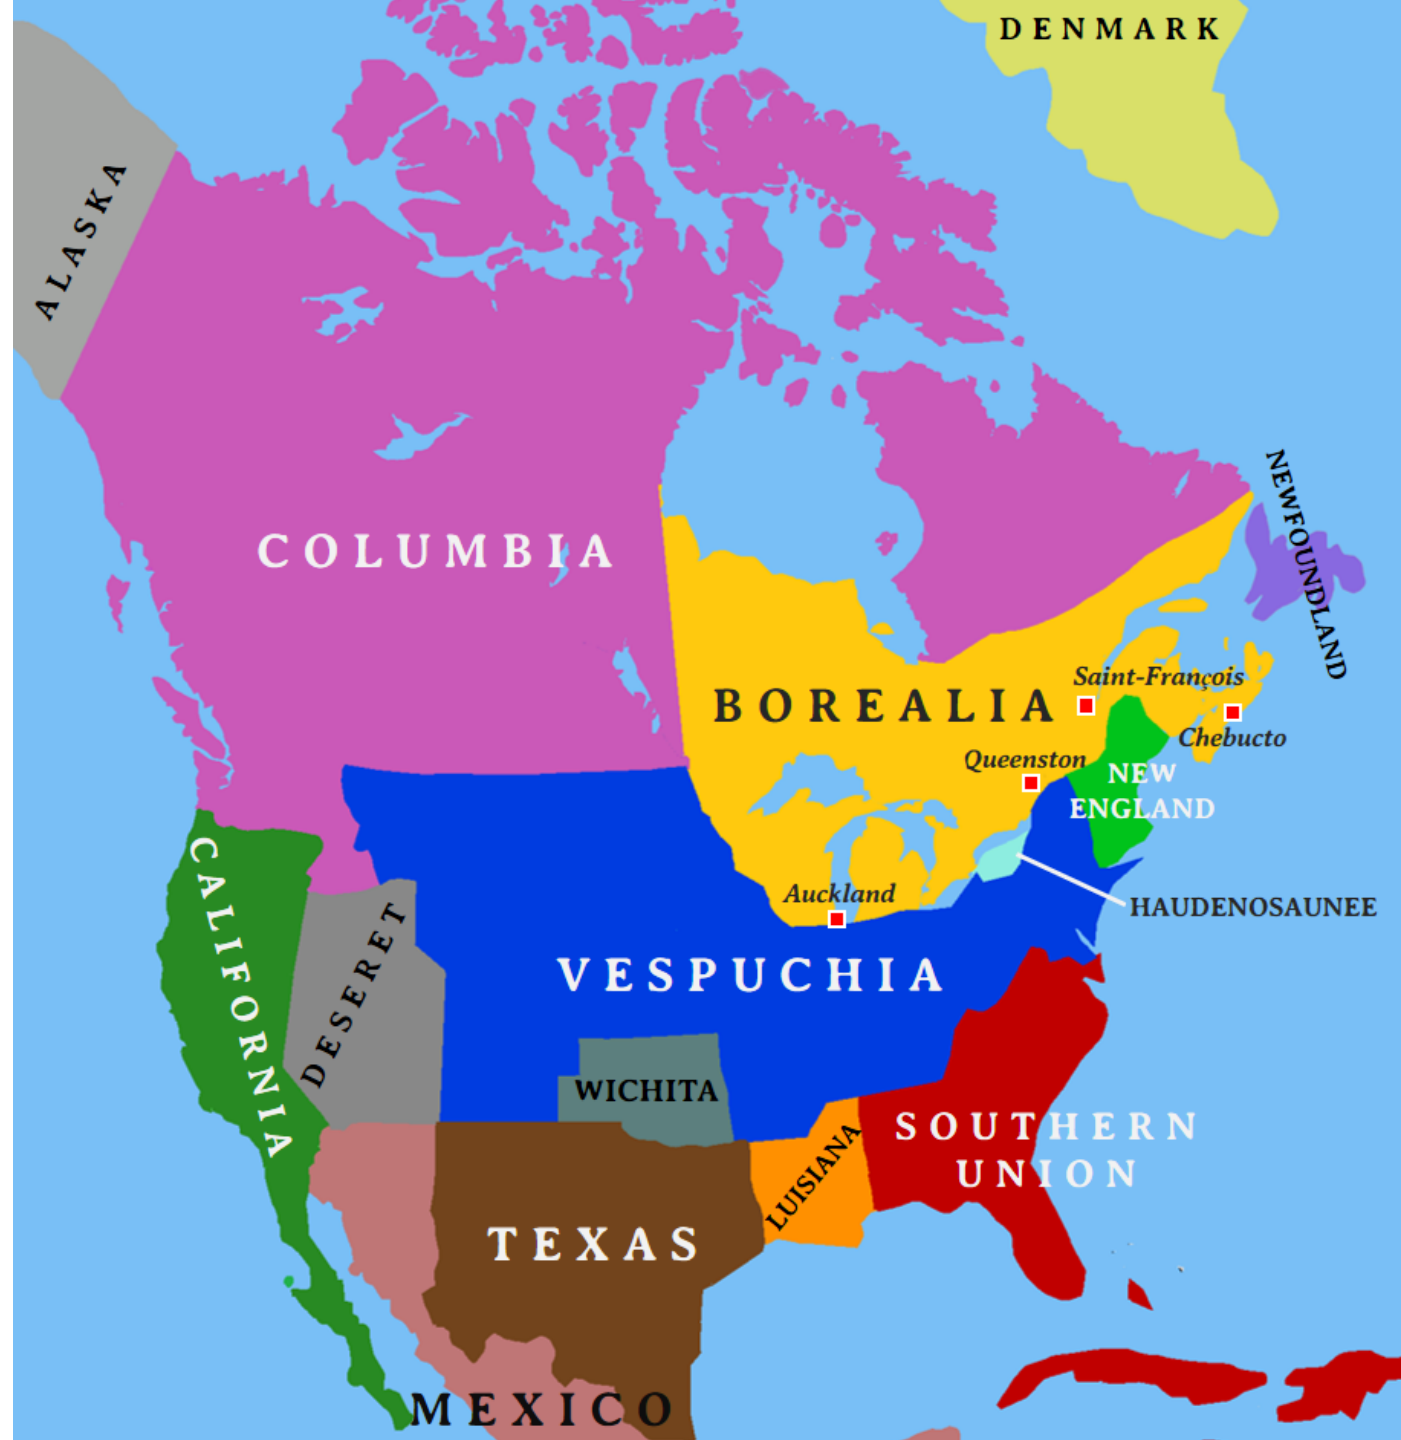 DENMARK
ALASKA
NEWFOUNDLAND
COLUMBIA
Saint-François
BOREALIA
Chebucto
Queenston
NEW
ENGLAND
CALIFORNIA
Auckland
HAUDENOSAUNEE
DESERET
VESPUCHIA
WICHITA
SOUTHERN
UNION
LUISIANA
TEXAS
MEXICO